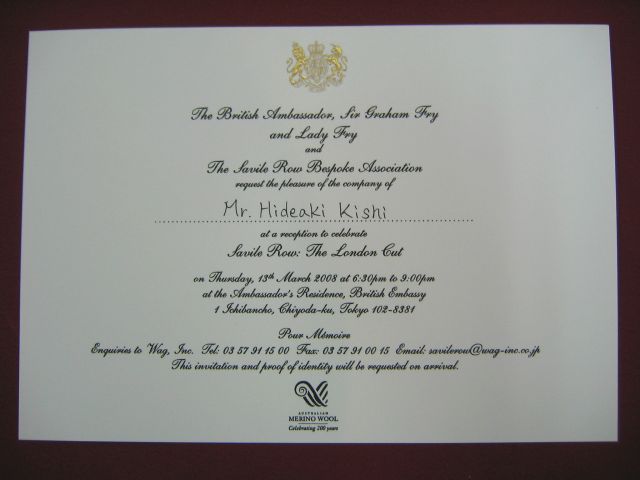 The British Ambassador, Sir Graham Fry
and Lady Fry
and
The Savile Row Bespoke Association
request the pleasure of the company of
Mr. Hideaki Kishi
at a reception to celebrate
Savile Row: The London Cut
on Thursday, 13th March 2008 at 6:30pm to 9:00pm
at the Ambassador's Residence, British Embassy
1 Ichibancho, Chiyoda-ku, Tokyo 102-8381
Pour Mémoire
Enquiries to Wag, Inc. Tel: 03 57 91 15 00 Fax: 03 57 91 00 15 Email: savilerow@wag-inc.co.jp
This invitation and proof of identity will be requested on arrival.
AUSTRALIAN
MERINO WOOL
Celebrating 200 years